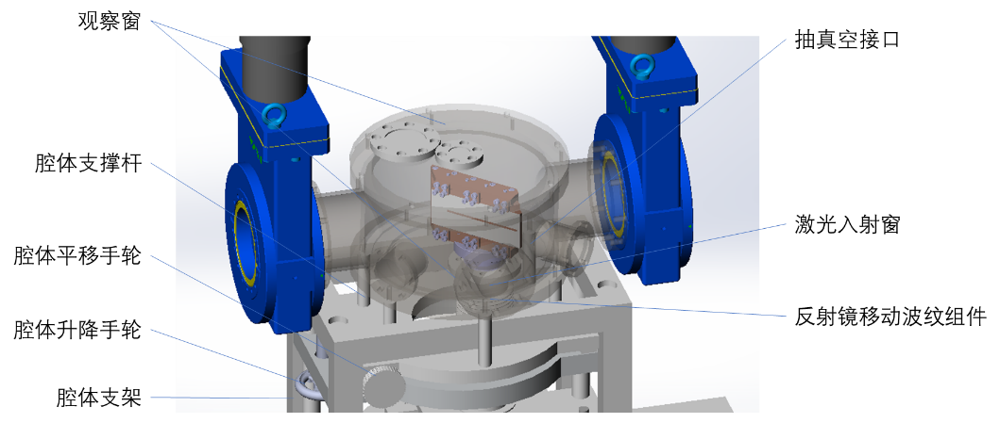 观察窗
抽真空接口
腔体支撑杆
激光入射窗
腔体平移手轮
反射镜移动波纹组件
腔体升降手轮
腔体支架